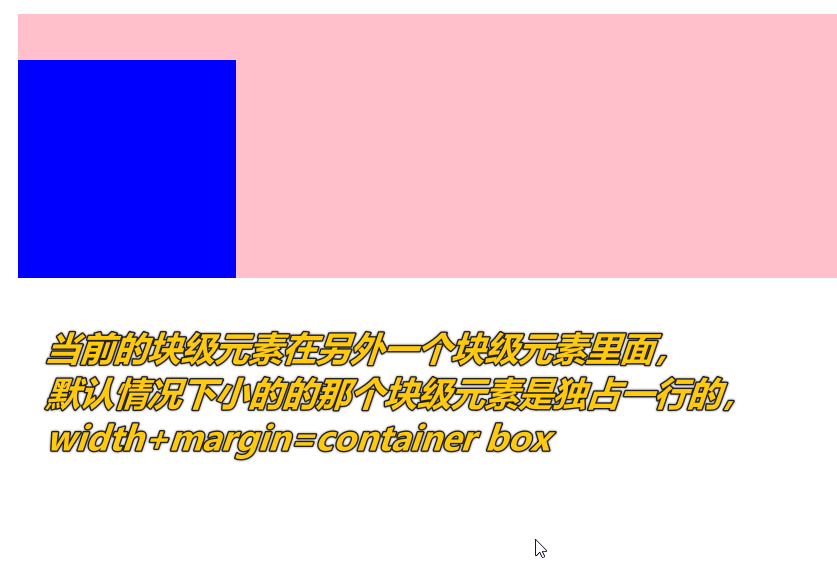 当前的块级元素在另外一个块级元素里面，
默认情况下小的的那个块级元素是独占一行的，
width+margin=container box